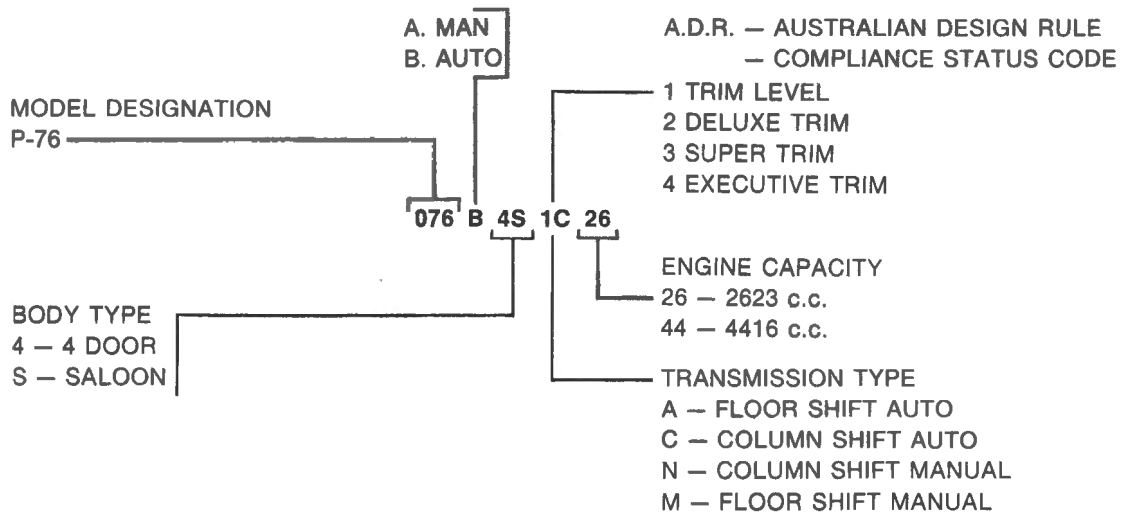 A. MAN
B. AUTO
A.D.R. — AUSTRALIAN DESIGN RULE
— COMPLIANCE STATUS CODE
1 TRIM LEVEL
2 DELUXE TRIM
3 SUPER TRIM
4 EXECUTIVE TRIM
MODEL DESIGNATION
P-76
076 B 4S 1C 26
ENGINE CAPACITY
26 — 2623 c.c.
44 — 4416 c.c.
BODY TYPE
4 — 4 DOOR
S — SALOON
TRANSMISSION TYPE
A — FLOOR SHIFT AUTO
C — COLUMN SHIFT AUTO
N — COLUMN SHIFT MANUAL
M — FLOOR SHIFT MANUAL